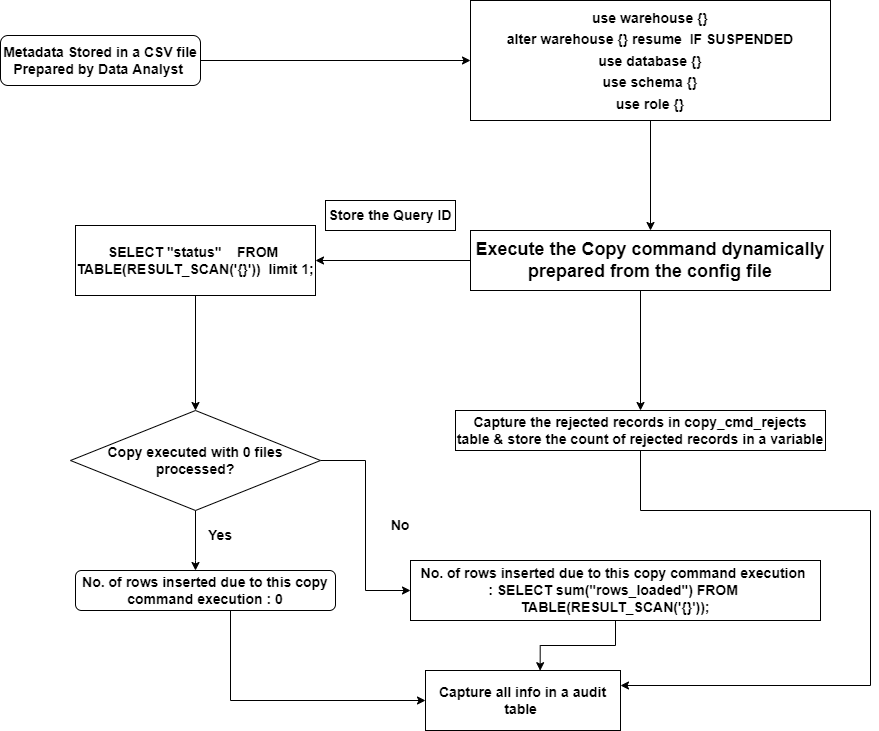 use warehouse {}
alter warehouse {} resume  IF SUSPENDED
use database {}
use schema {}
use role {}
Metadata Stored in a CSV file
Prepared by Data Analyst
Store the Query ID
SELECT "status"    FROM
TABLE(RESULT_SCAN('{}'))  limit 1;
Execute the Copy command dynamically
prepared from the config file
Capture the rejected records in copy_cmd_rejects
table & store the count of rejected records in a variable
Copy executed with 0 files
processed?
Yes
No
No. of rows inserted due to this copy
command execution : 0
No. of rows inserted due to this copy command execution
: SELECT sum("rows_loaded") FROM
TABLE(RESULT_SCAN('{}'));
Capture all info in a audit
table